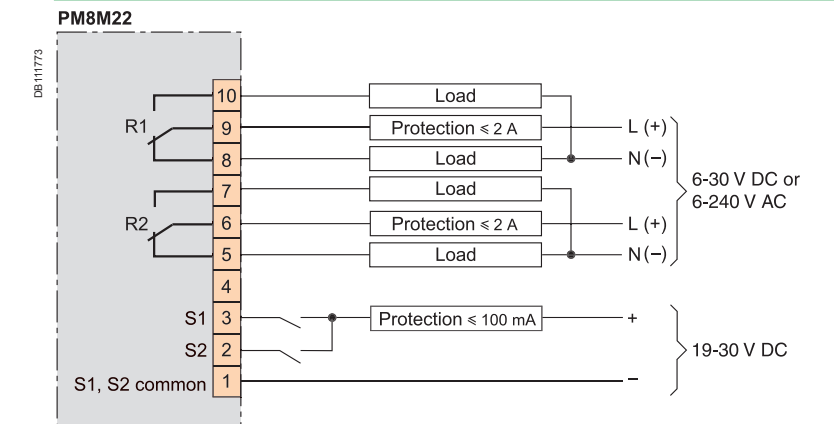 PM8M22
DB111773
10 Load
R1 9 Protection ⩽ 2 A L (+)
8 Load N(−)
7 Load
6-30 V DC or
6-240 V AC
R2 6 Protection ⩽ 2 A L (+)
5 Load N(−)
4
S1 3 Protection ⩽ 100 mA +
S2 2 19-30 V DC
S1, S2 common 1 −